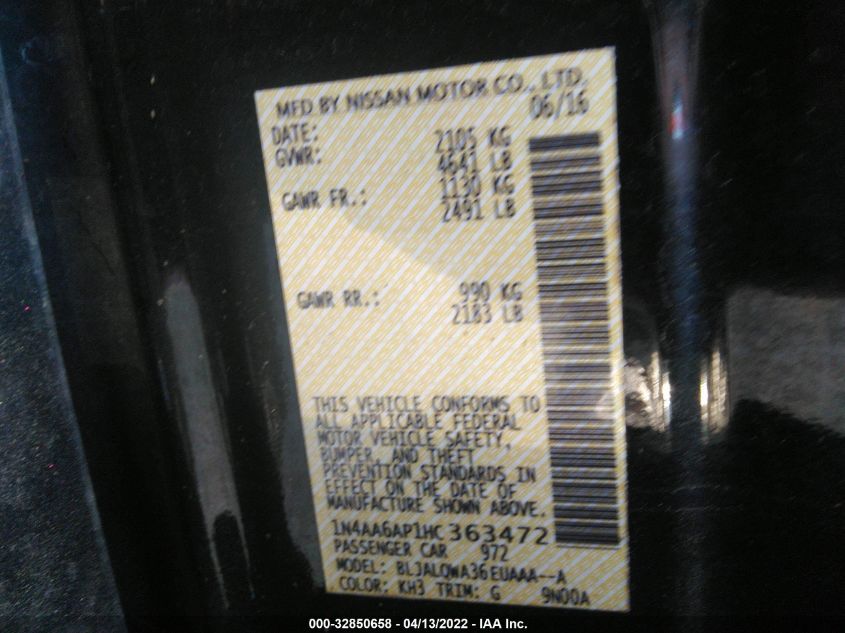 MFD BY NISSAN MOTOR CO., LTD.
DATE: 06/16
GVWR: 2105 KG
4641 LB
GAWR FR.: 1130 KG
2491 LB
GAWR RR.: 990 KG
2183 LB
THIS VEHICLE CONFORMS TO
ALL APPLICABLE FEDERAL
MOTOR VEHICLE SAFETY,
BUMPER, AND THEFT
PREVENTION STANDARDS IN
EFFECT ON THE DATE OF
MANUFACTURE SHOWN ABOVE.
1N4AA6AP1HC363472
PASSENGER CAR 972
MODEL: BLJALQWA36EUAAA--A
COLOR: KH3 TRIM: G 9N00A
000-32850658 - 04/13/2022 - IAA Inc.